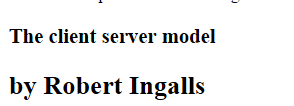 The client server model
by Robert Ingalls